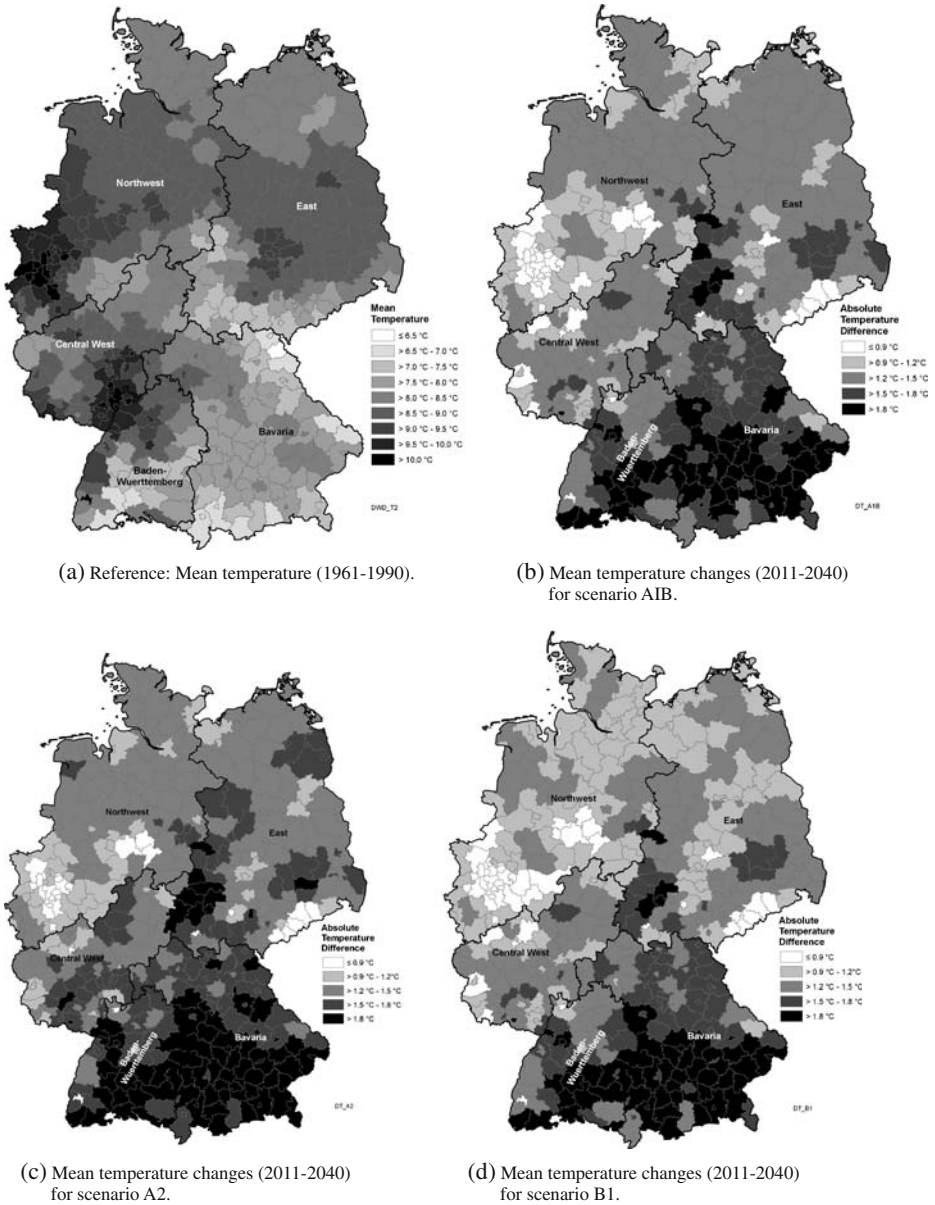 Northwest
East
Central West
Bavaria
Baden-
Wuerttemberg
Mean
Temperature
≤ 6.5 °C
> 6.5 °C - 7.0 °C
> 7.0 °C - 7.5 °C
> 7.5 °C - 8.0 °C
> 8.0 °C - 8.5 °C
> 8.5 °C - 9.0 °C
> 9.0 °C - 9.5 °C
> 9.5 °C - 10.0 °C
> 10.0 °C
DWD_T2
(a) Reference: Mean temperature (1961-1990).
Northwest
East
Central West
Bavaria
Baden-
Wuerttemberg
Absolute
Temperature
Difference
≤ 0.9 °C
> 0.9 °C - 1.2°C
> 1.2 °C - 1.5 °C
> 1.5 °C - 1.8 °C
> 1.8 °C
DT_A1B
(b) Mean temperature changes (2011-2040)
for scenario AIB.
Northwest
East
Central West
Bavaria
Baden-
Wuerttemberg
Absolute
Temperature
Difference
≤ 0.9 °C
> 0.9 °C - 1.2°C
> 1.2 °C - 1.5 °C
> 1.5 °C - 1.8 °C
> 1.8 °C
DT_A2
(c) Mean temperature changes (2011-2040)
for scenario A2.
Northwest
East
Central West
Bavaria
Baden-
Wuerttemberg
Absolute
Temperature
Difference
≤ 0.9 °C
> 0.9 °C - 1.2°C
> 1.2 °C - 1.5 °C
> 1.5 °C - 1.8 °C
> 1.8 °C
DT_B1
(d) Mean temperature changes (2011-2040)
for scenario B1.